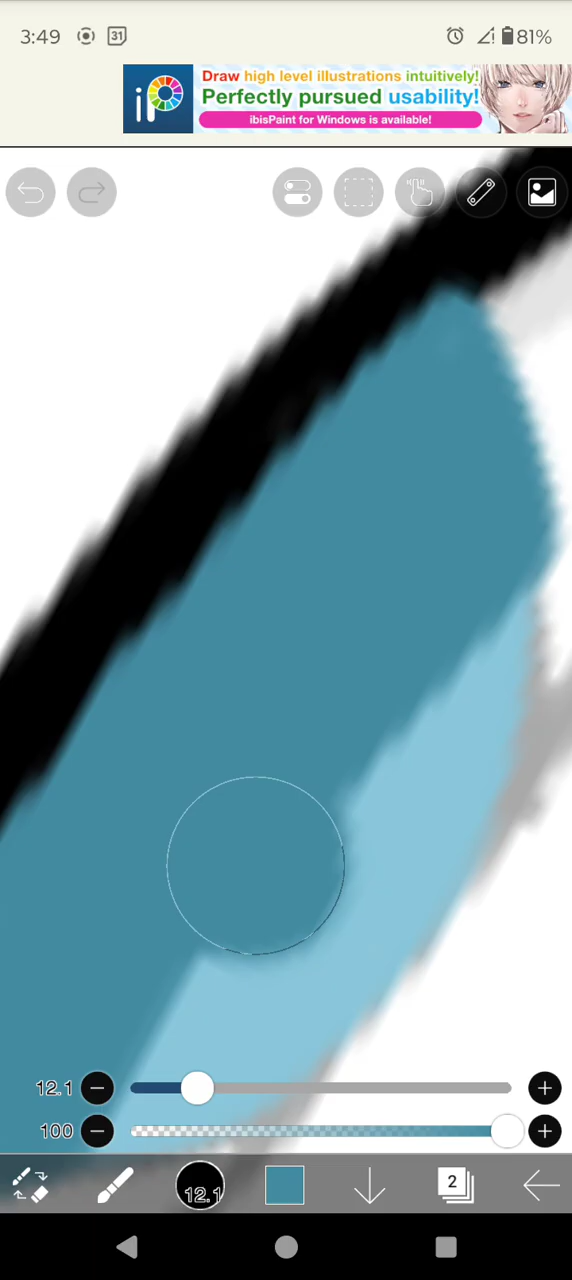 3:49
31
81%
iP
Draw high level illustrations intuitively!
Perfectly pursued usability!
ibisPaint for Windows is available!
12.1
100
12.1
2